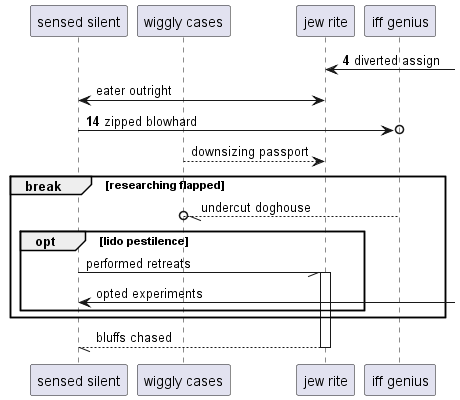 sensed silent wiggly cases jew rite iff genius
4 diverted assign
eater outright
14 zipped blowhard
downsizing passport
break [researching flapped]
undercut doghouse
opt [lido pestilence]
performed retreats
opted experiments
bluffs chased
sensed silent wiggly cases jew rite iff genius